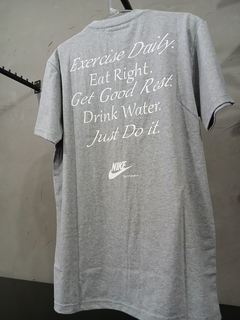 Exercise Daily.
Eat Right.
Get Good Rest.
Drink Water.
Just Do it.
NIKE